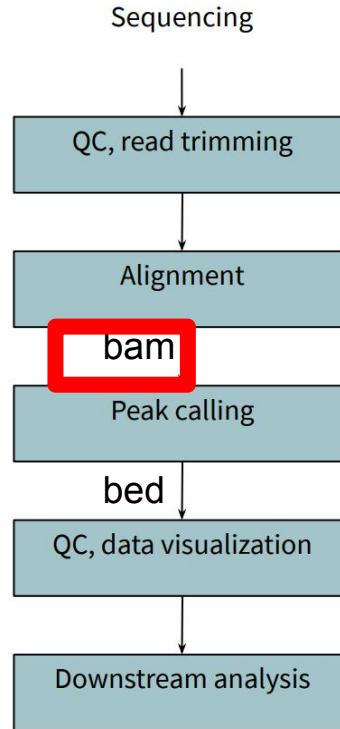 Sequencing
QC, read trimming
Alignment
bam
Peak calling
bed
QC, data visualization
Downstream analysis